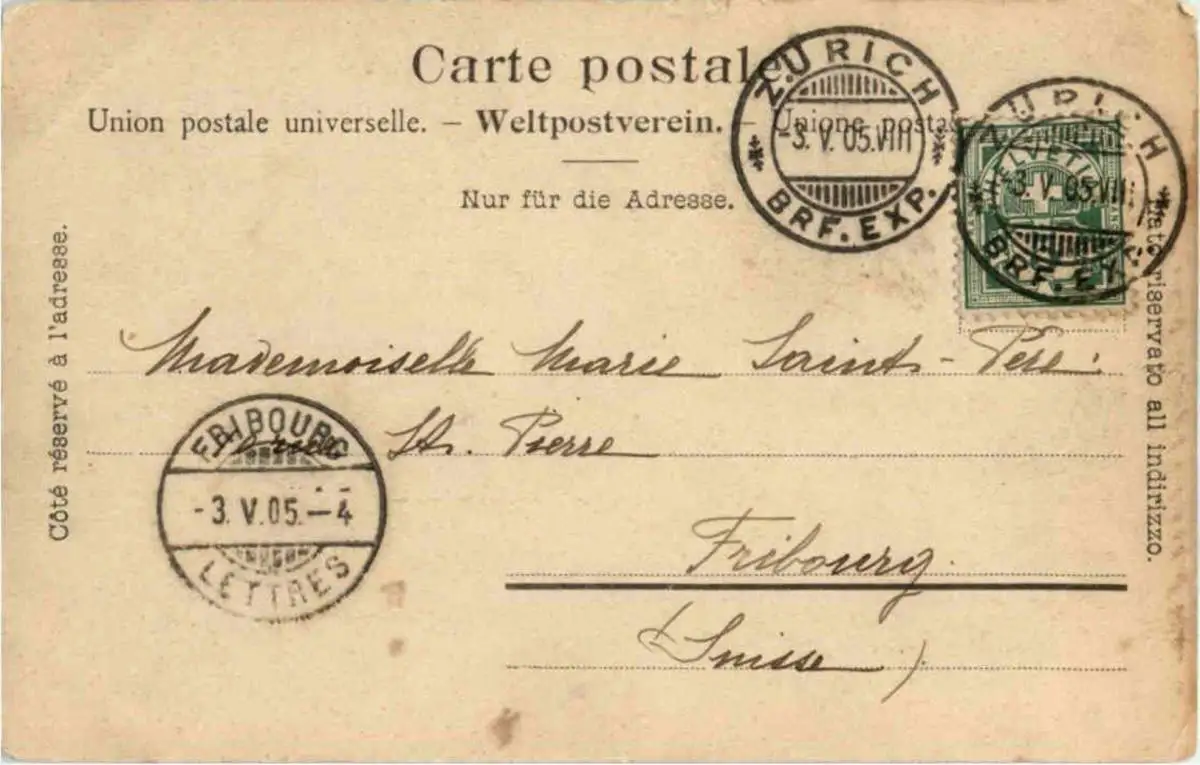 Carte postale
Union postale universelle. – Weltpostverein. – Unione posta
Nur für die Adresse.
Côté réservé à l'adresse.
Lato riservato all indirizzo.
ZÜRICH
-3.V.05.VIII
BRF. EXP.
ZÜRICH
-3.V.05.VIII
BRF. EXP.
HELVETIA
Mademoiselle Marie Saint-Père:
St. Pierre
Fribourg
(Suisse)
FRIBOURG
-3.V.05.-4
LETTRES